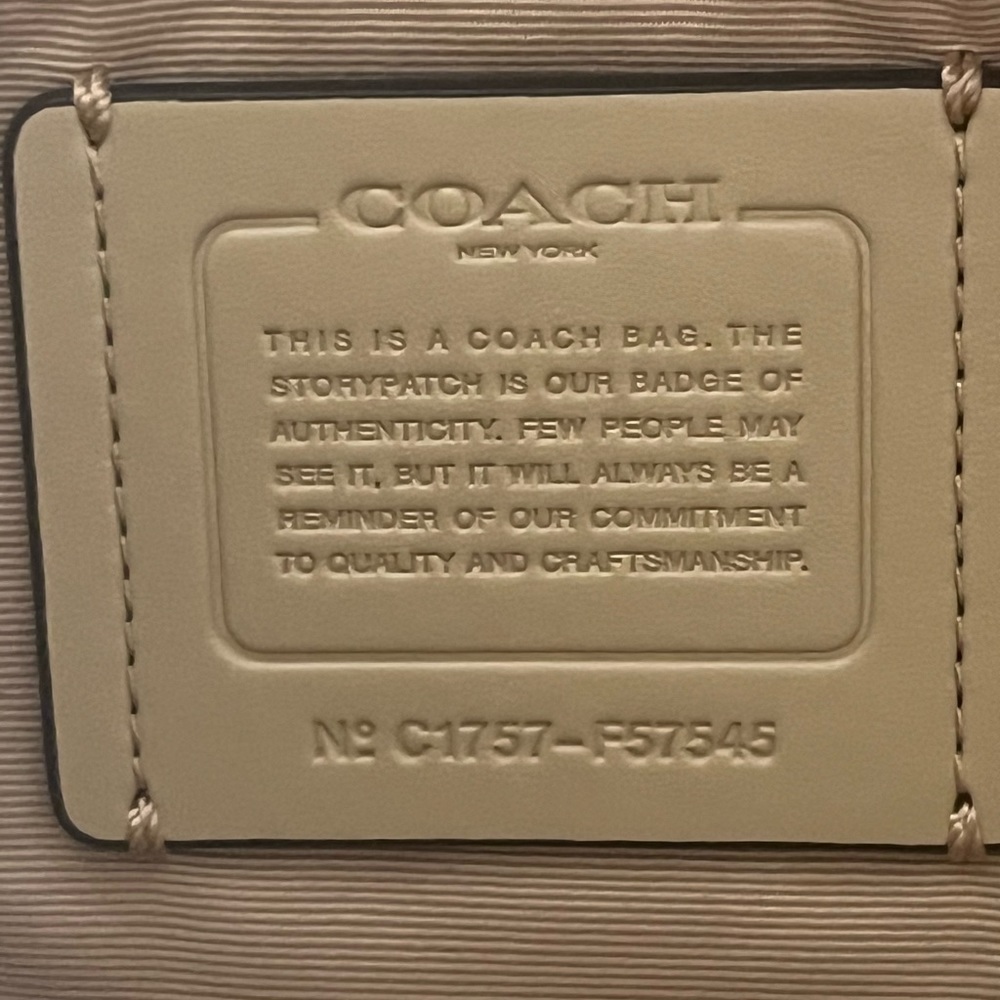 COACH
NEW YORK
THIS IS A COACH BAG. THE
STORYPATCH IS OUR BADGE OF
AUTHENTICITY. FEW PEOPLE MAY
SEE IT, BUT IT WILL ALWAYS BE A
REMINDER OF OUR COMMITMENT
TO QUALITY AND CRAFTSMANSHIP.
Nº C1757-F57545